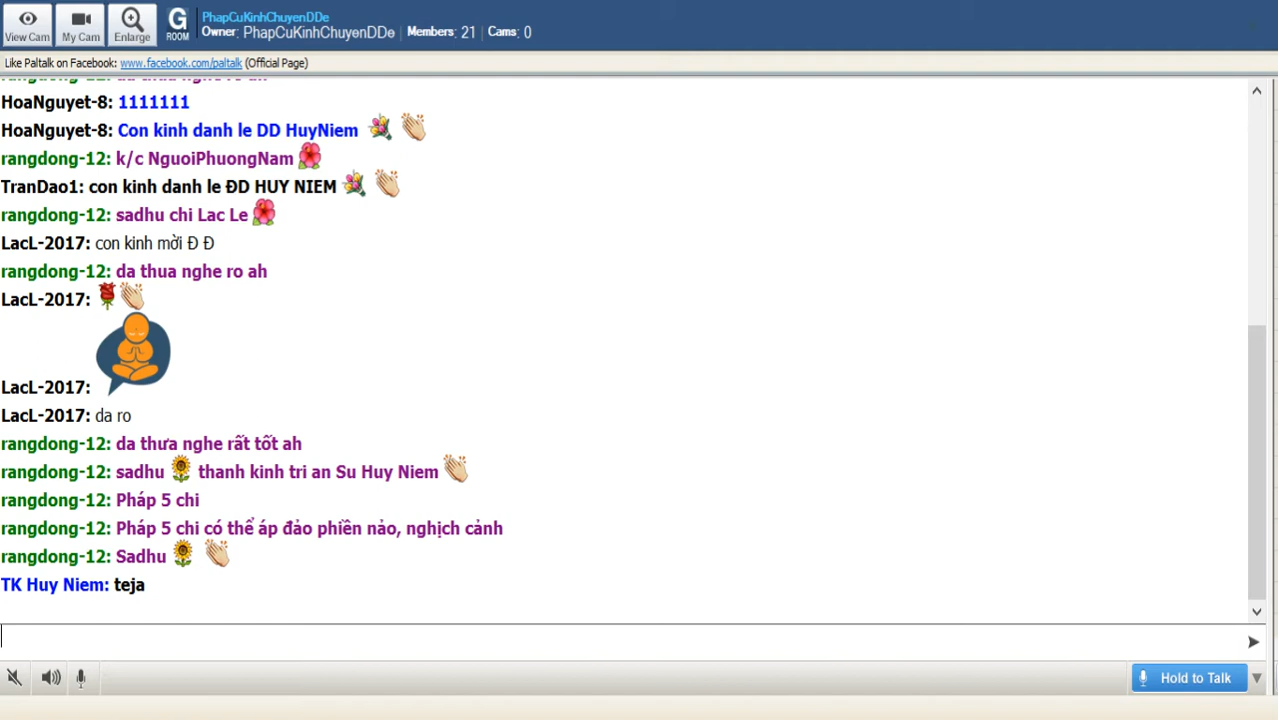 View Cam
My Cam
Enlarge
G
ROOM
PhapCuKinhChuyenDDe
Owner: PhapCuKinhChuyenDDe Members: 21 Cams: 0
Like Paltalk on Facebook: www.facebook.com/paltalk (Official Page)
HoaNguyet-8: 1111111
HoaNguyet-8: Con kinh danh le DD HuyNiem
rangdong-12: k/c NguoiPhuongNam
TranDao1: con kinh danh le ĐD HUY NIEM
rangdong-12: sadhu chi Lac Le
LacL-2017: con kinh mời Đ Đ
rangdong-12: da thua nghe ro ah
LacL-2017:
LacL-2017:
LacL-2017: da ro
rangdong-12: da thưa nghe rất tốt ah
rangdong-12: sadhu thanh kinh tri an Su Huy Niem
rangdong-12: Pháp 5 chi
rangdong-12: Pháp 5 chi có thể áp đảo phiền nảo, nghịch cảnh
rangdong-12: Sadhu
TK Huy Niem: teja
Hold to Talk